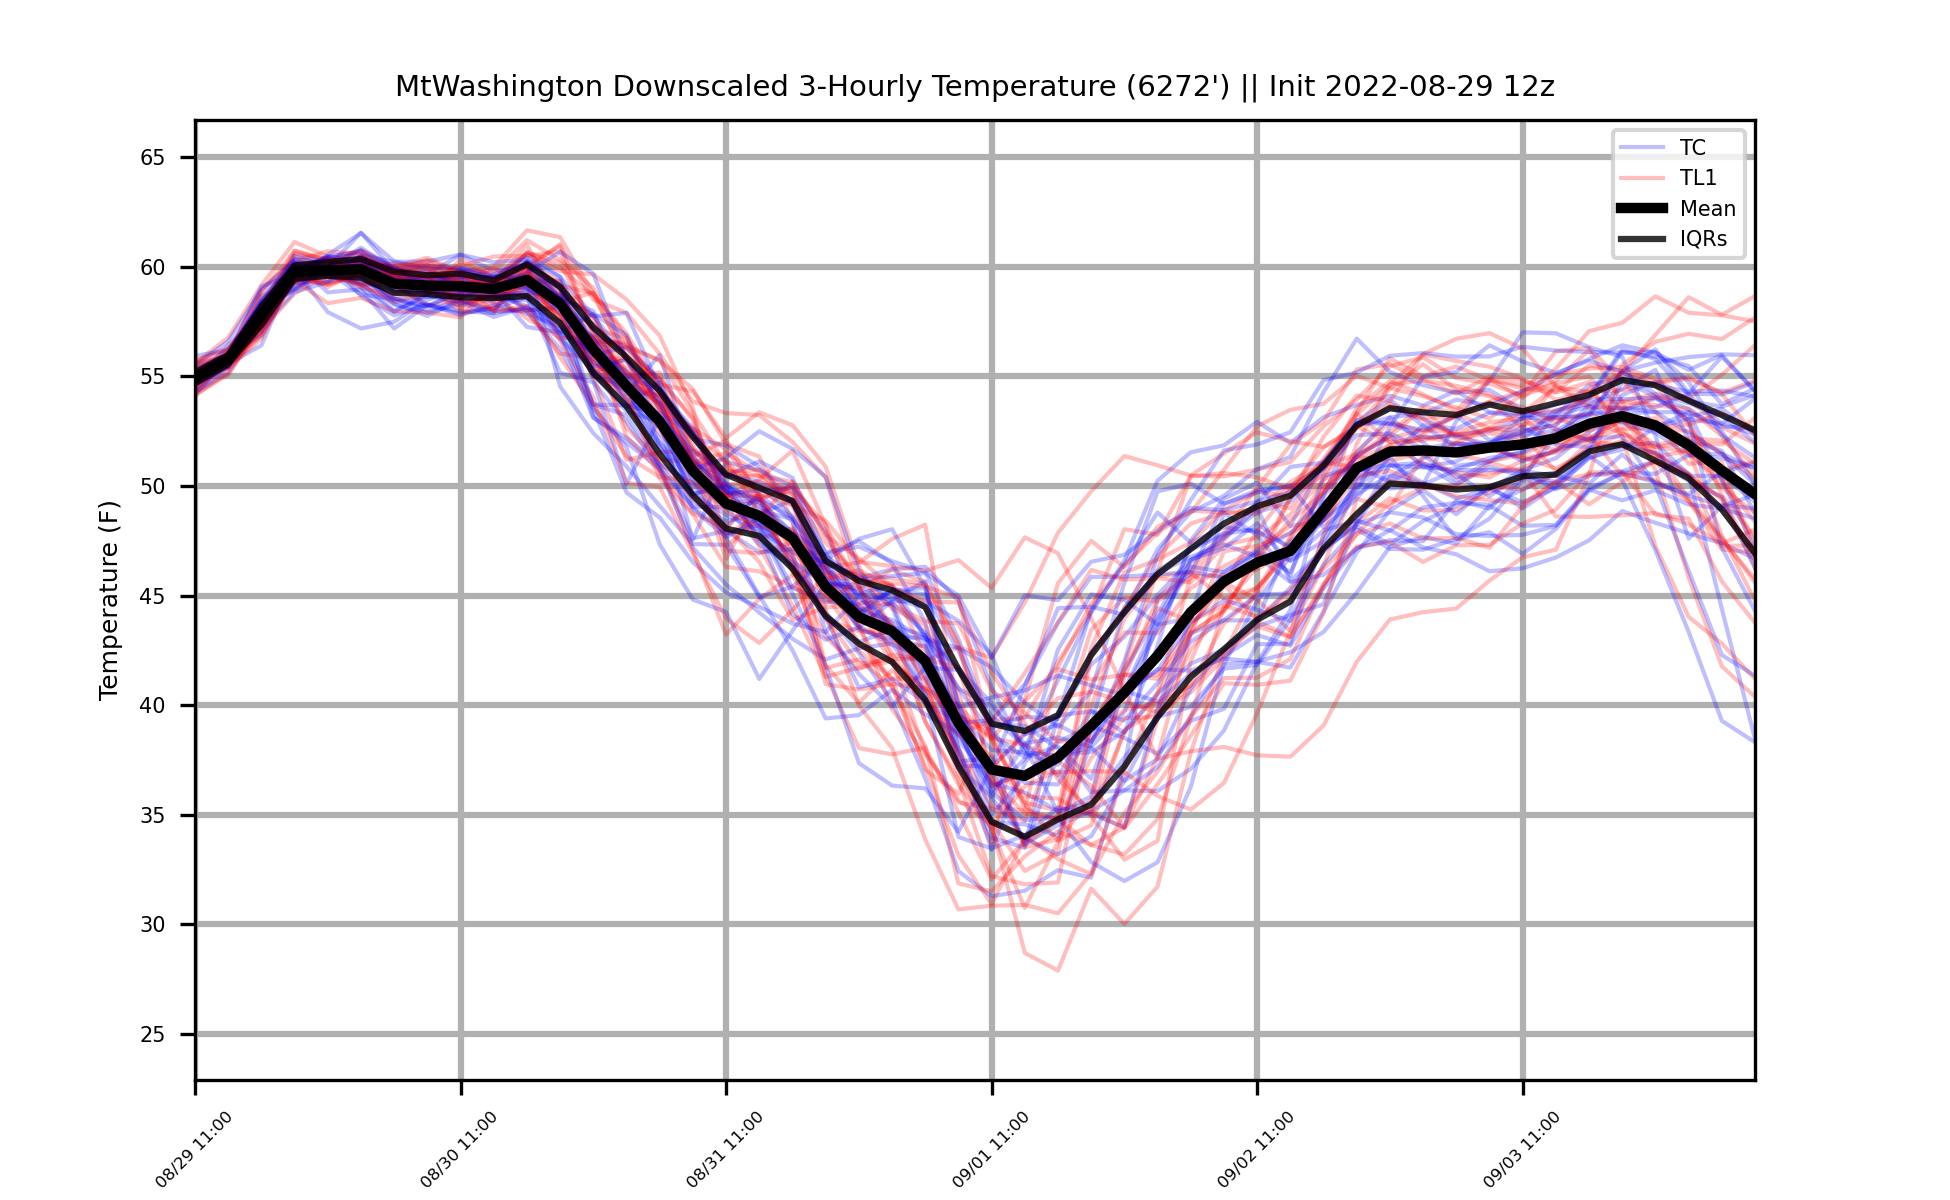 MtWashington Downscaled 3-Hourly Temperature (6272') || Init 2022-08-29 12z
TC
TL1
Mean
IQRs
Temperature (F)
65
60
55
50
45
40
35
30
25
08/29 11:00
08/30 11:00
08/31 11:00
09/01 11:00
09/02 11:00
09/03 11:00